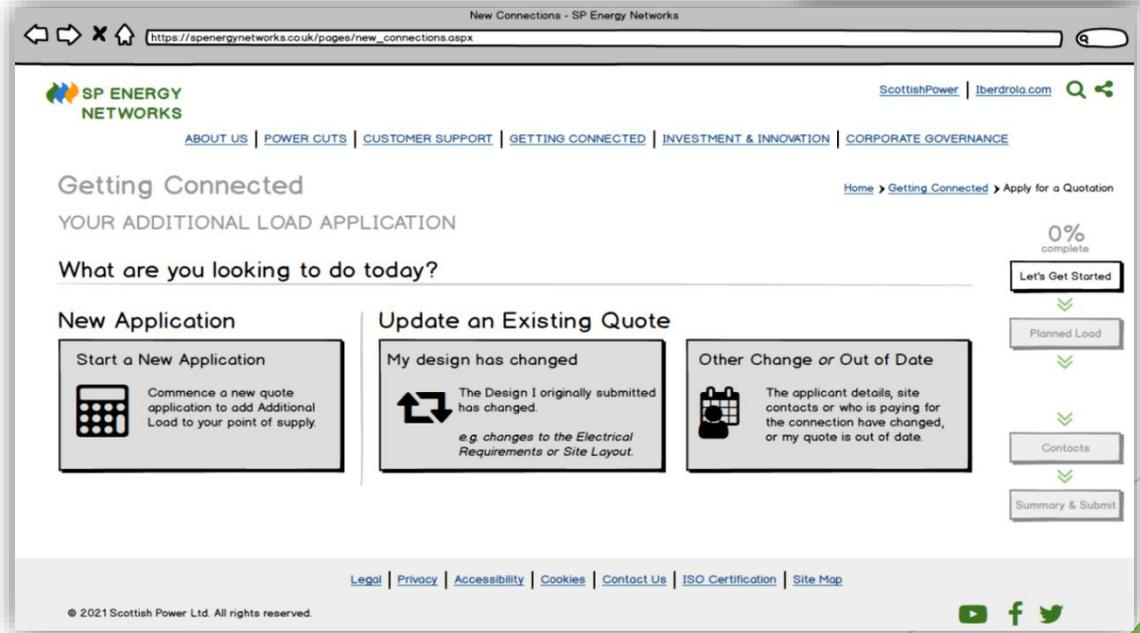 New Connections - SP Energy Networks
https://spenergynetworks.co.uk/pages/new_connections.aspx
SP ENERGY
NETWORKS
ScottishPower | Iberdrola.com
ABOUT US | POWER CUTS | CUSTOMER SUPPORT | GETTING CONNECTED | INVESTMENT & INNOVATION | CORPORATE GOVERNANCE
Getting Connected
Home > Getting Connected > Apply for a Quotation
YOUR ADDITIONAL LOAD APPLICATION
0%
complete
What are you looking to do today?
Let's Get Started
Planned Load
Contacts
Summary & Submit
New Application
Start a New Application
Commence a new quote
application to add Additional
Load to your point of supply.
Update an Existing Quote
My design has changed
The Design I originally submitted
has changed.
e.g. changes to the Electrical
Requirements or Site Layout.
Other Change or Out of Date
The applicant details, site
contacts or who is paying for
the connection have changed,
or my quote is out of date.
Legal | Privacy | Accessibility | Cookies | Contact Us | ISO Certification | Site Map
© 2021 Scottish Power Ltd. All rights reserved.